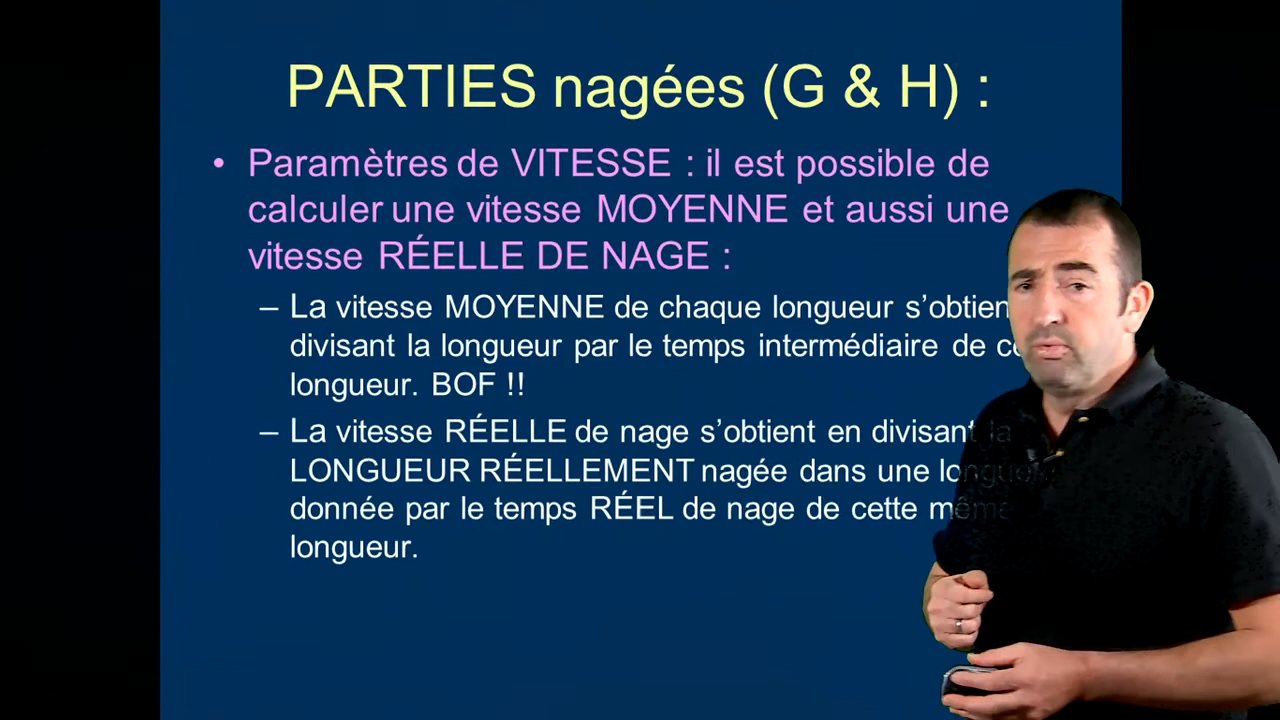 PARTIES nagées (G & H) :
• Paramètres de VITESSE : il est possible de
calculer une vitesse MOYENNE et aussi une
vitesse RÉELLE DE NAGE :
– La vitesse MOYENNE de chaque longueur s’obtien
divisant la longueur par le temps intermédiaire de
longueur. BOF !!
– La vitesse RÉELLE de nage s’obtient en divisant la
LONGUEUR RÉELLEMENT nagée dans une longueur
donnée par le temps RÉEL de nage de cette même
longueur.